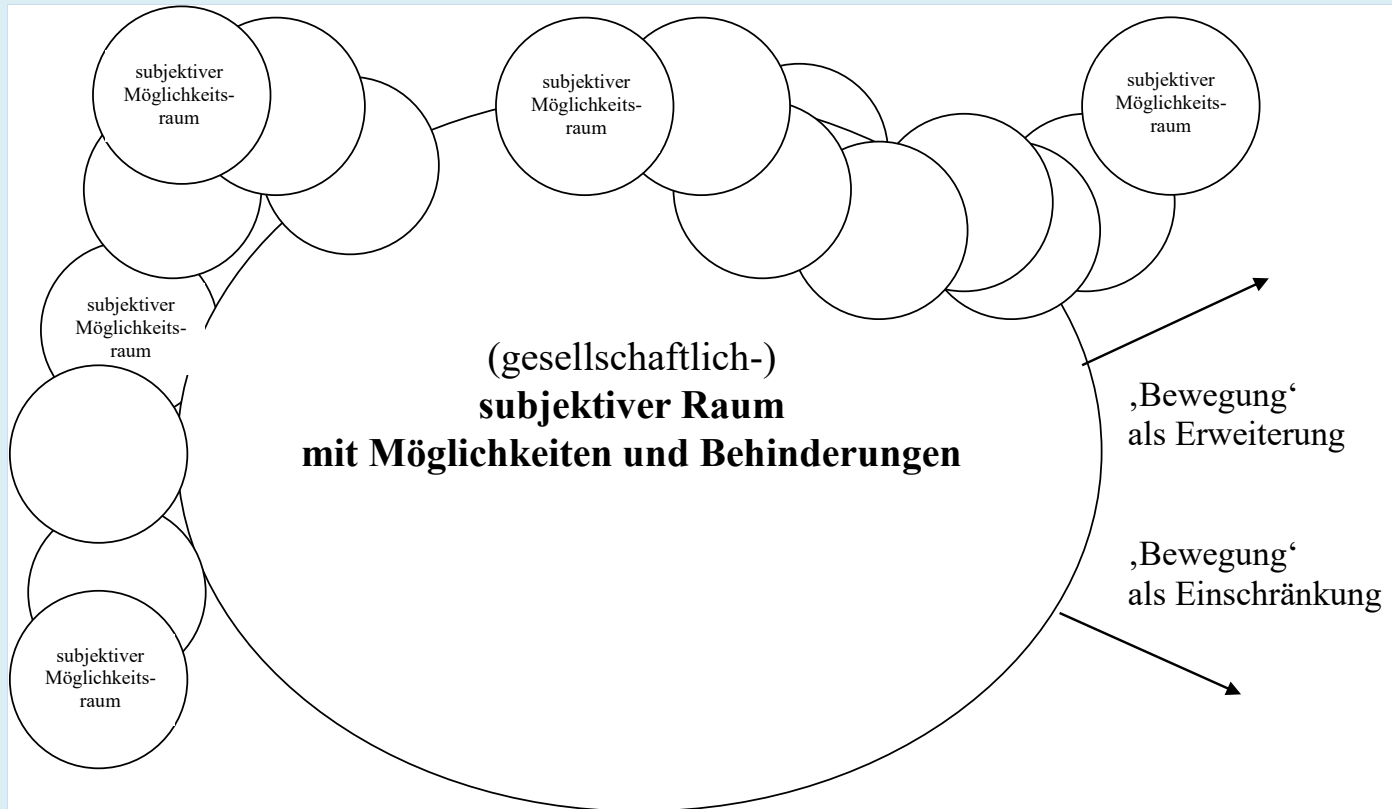 subjektiver
Möglichkeits-
raum
subjektiver
Möglichkeits-
raum
subjektiver
Möglichkeits-
raum
subjektiver
Möglichkeits-
raum
(gesellschaftlich-)
subjektiver Raum
mit Möglichkeiten und Behinderungen
‚Bewegung‘
als Erweiterung
‚Bewegung‘
als Einschränkung
subjektiver
Möglichkeits-
raum